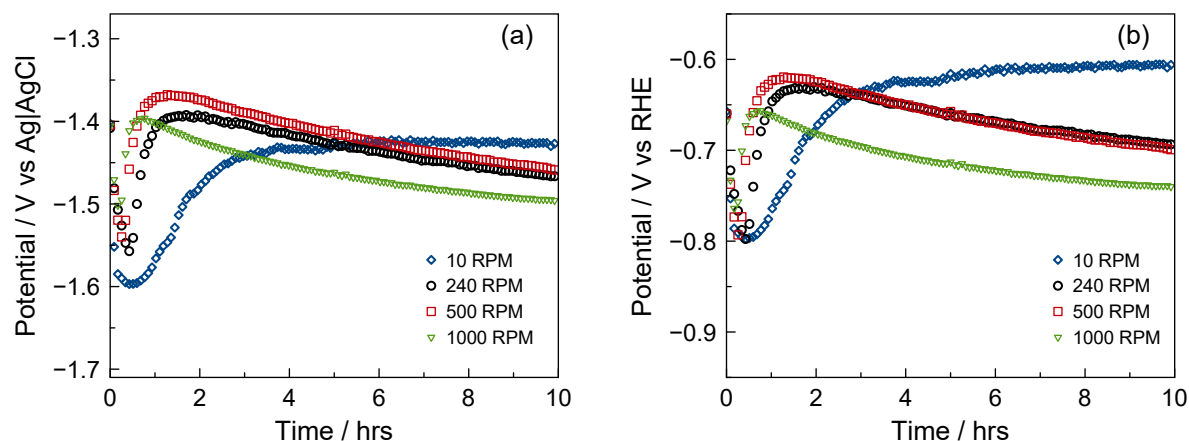 (a)
Potential / V vs Ag|AgCl
−1.3
−1.4
−1.5
−1.6
−1.7
0 2 4 6 8 10
Time / hrs
10 RPM
240 RPM
500 RPM
1000 RPM
(b)
Potential / V vs RHE
−0.6
−0.7
−0.8
−0.9
0 2 4 6 8 10
Time / hrs
10 RPM
240 RPM
500 RPM
1000 RPM